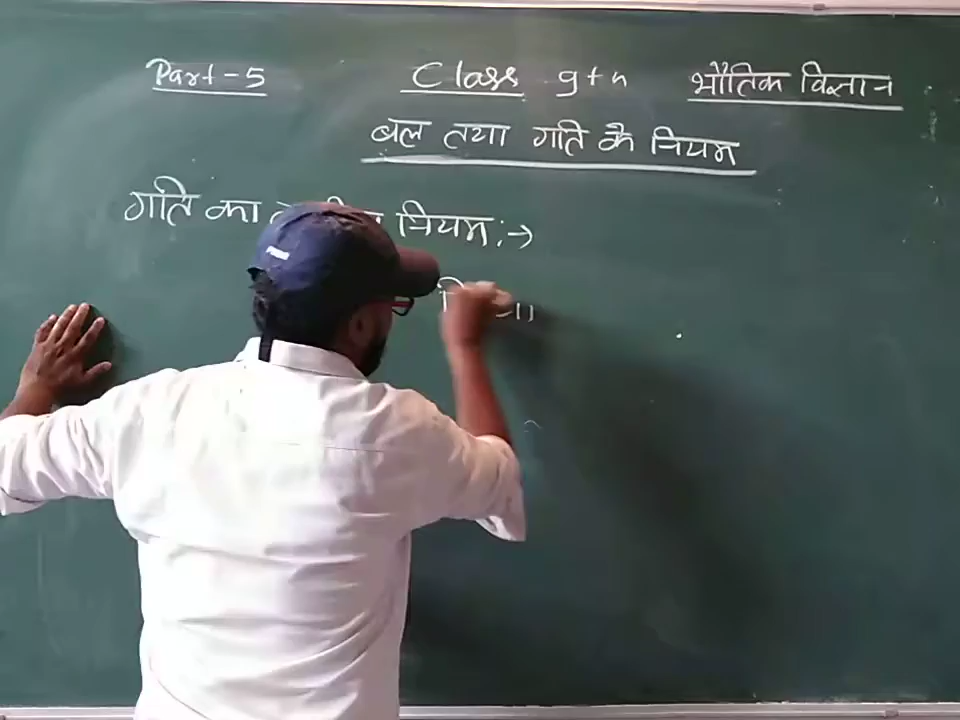 Part-5 Class 9th भौतिक विज्ञान
बल तथा गति के नियम
गति का नियम :→